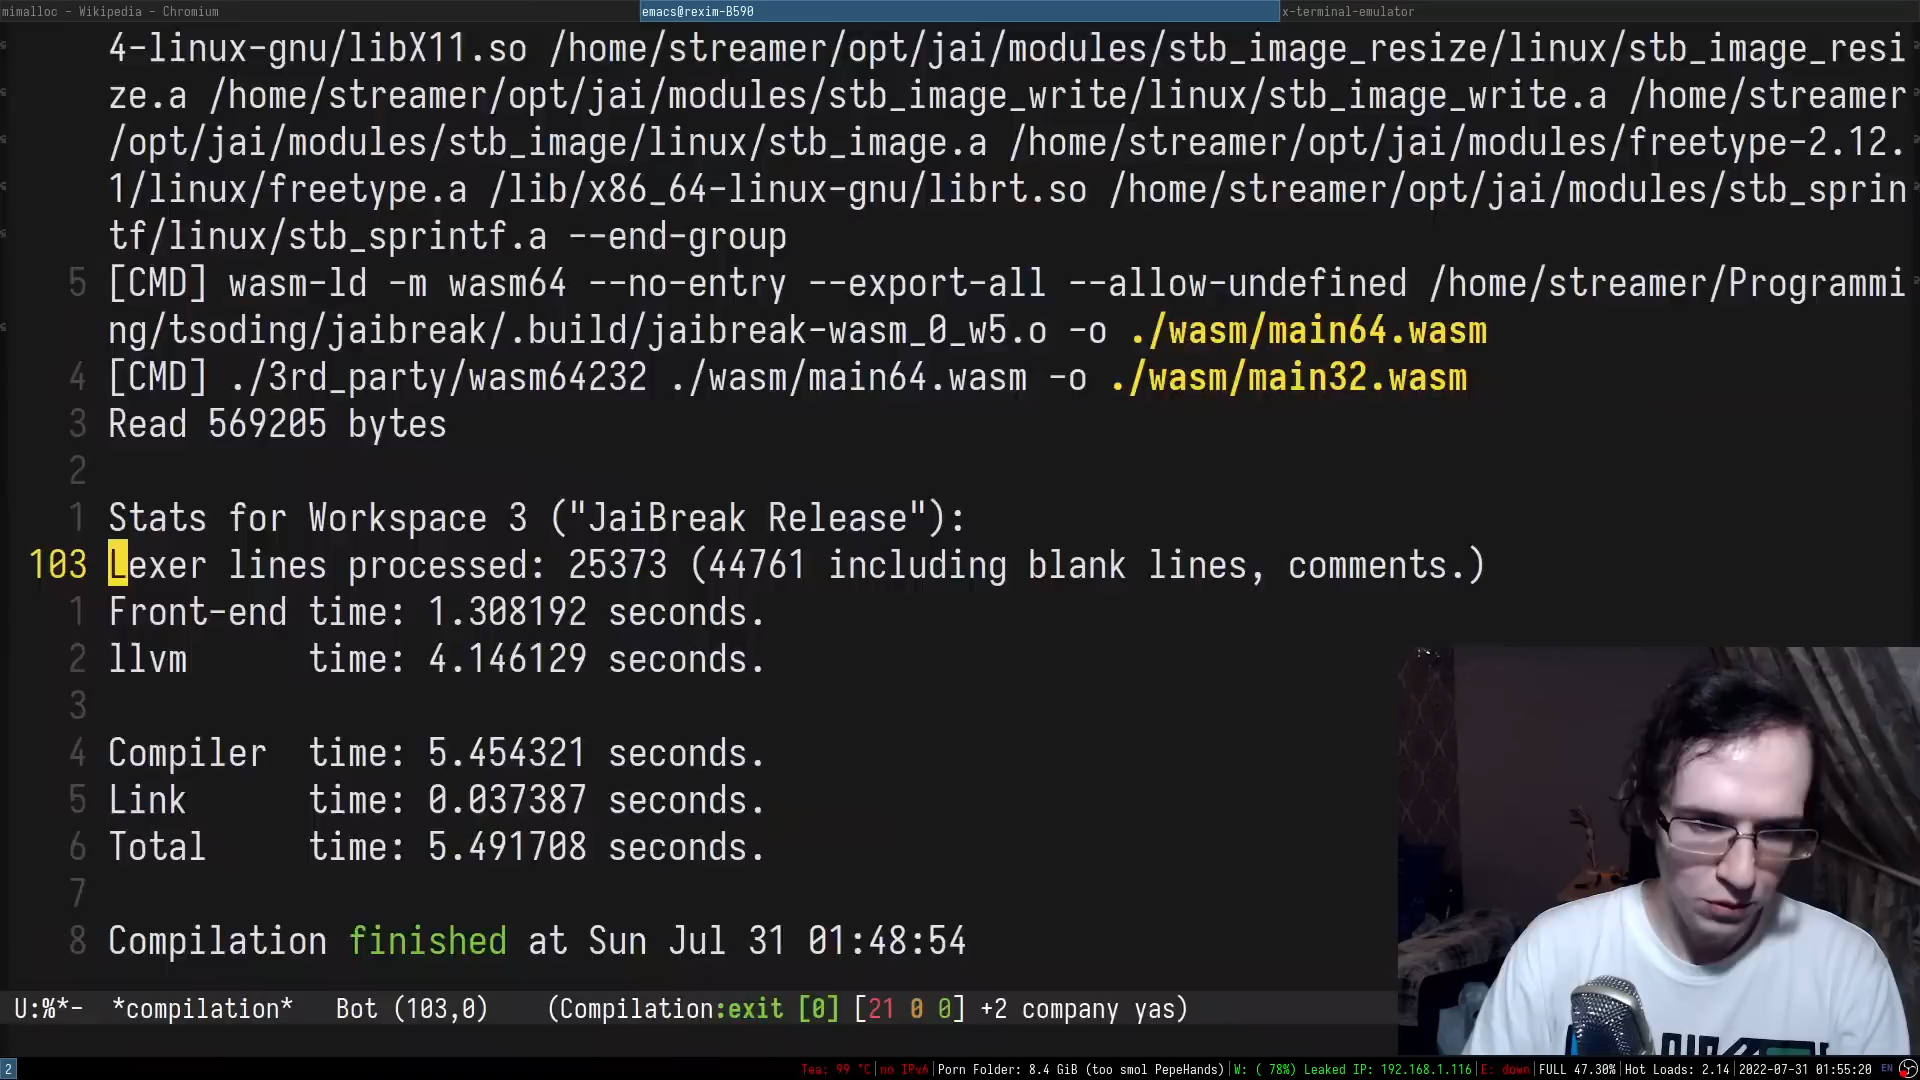 mimalloc - Wikipedia - Chromium
emacs@rexim-B590
x-terminal-emulator
4-linux-gnu/libX11.so /home/streamer/opt/jai/modules/stb_image_resize/linux/stb_image_resi
ze.a /home/streamer/opt/jai/modules/stb_image_write/linux/stb_image_write.a /home/streamer
/opt/jai/modules/stb_image/linux/stb_image.a /home/streamer/opt/jai/modules/freetype-2.12.
1/linux/freetype.a /lib/x86_64-linux-gnu/librt.so /home/streamer/opt/jai/modules/stb_sprin
tf/linux/stb_sprintf.a --end-group
5 [CMD] wasm-ld -m wasm64 --no-entry --export-all --allow-undefined /home/streamer/Programmi
ng/tsoding/jaibreak/.build/jaibreak-wasm_0_w5.o -o ./wasm/main64.wasm
4 [CMD] ./3rd_party/wasm64232 ./wasm/main64.wasm -o ./wasm/main32.wasm
3 Read 569205 bytes
2
1 Stats for Workspace 3 ("JaiBreak Release"):
103 Lexer lines processed: 25373 (44761 including blank lines, comments.)
1 Front-end time: 1.308192 seconds.
2 llvm      time: 4.146129 seconds.
3
4 Compiler  time: 5.454321 seconds.
5 Link      time: 0.037387 seconds.
6 Total     time: 5.491708 seconds.
7
8 Compilation finished at Sun Jul 31 01:48:54
U:%*-  *compilation*  Bot (103,0)   (Compilation:exit [0] [21 0 0] +2 company yas)
2
Tea: 99 °C|no IPv6|Porn Folder: 8.4 GiB (too smol PepeHands)|W: ( 78%) Leaked IP: 192.168.1.116|E: down|FULL 47.30%|Hot Loads: 2.14|2022-07-31 01:55:20 EN